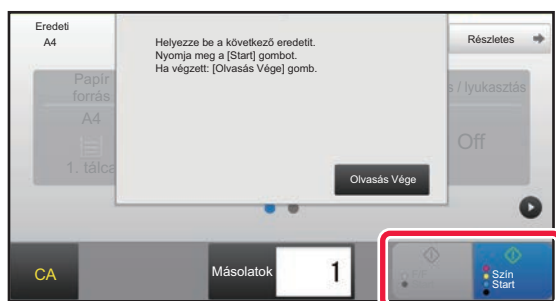 Eredeti
A4
Helyezze be a következő eredetit.
Nyomja meg a [Start] gombot.
Ha végzett: [Olvasás Vége] gomb.
Részletes
Papír
forrás
A4
1. tálca
s / lyukasztás
Off
Olvasás Vége
CA
Másolatok
1
Szín
Start